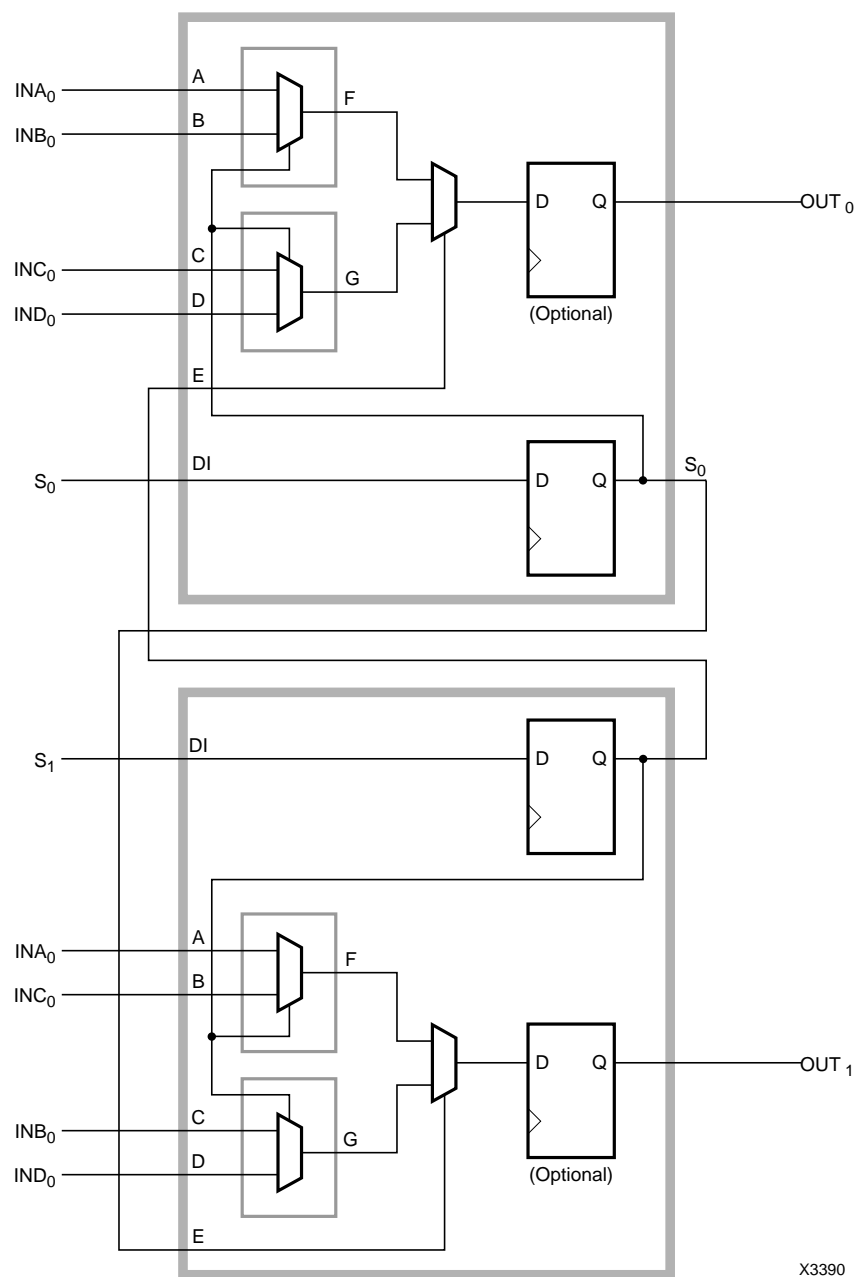 INA0 A F
INB0 B
D Q OUT 0
INC0 C G
IND0 D
(Optional)
E
S0 DI D Q S0
S1 DI D Q
INA0 A F
INC0 B
D Q OUT 1
INB0 C G
IND0 D
(Optional)
E
X3390